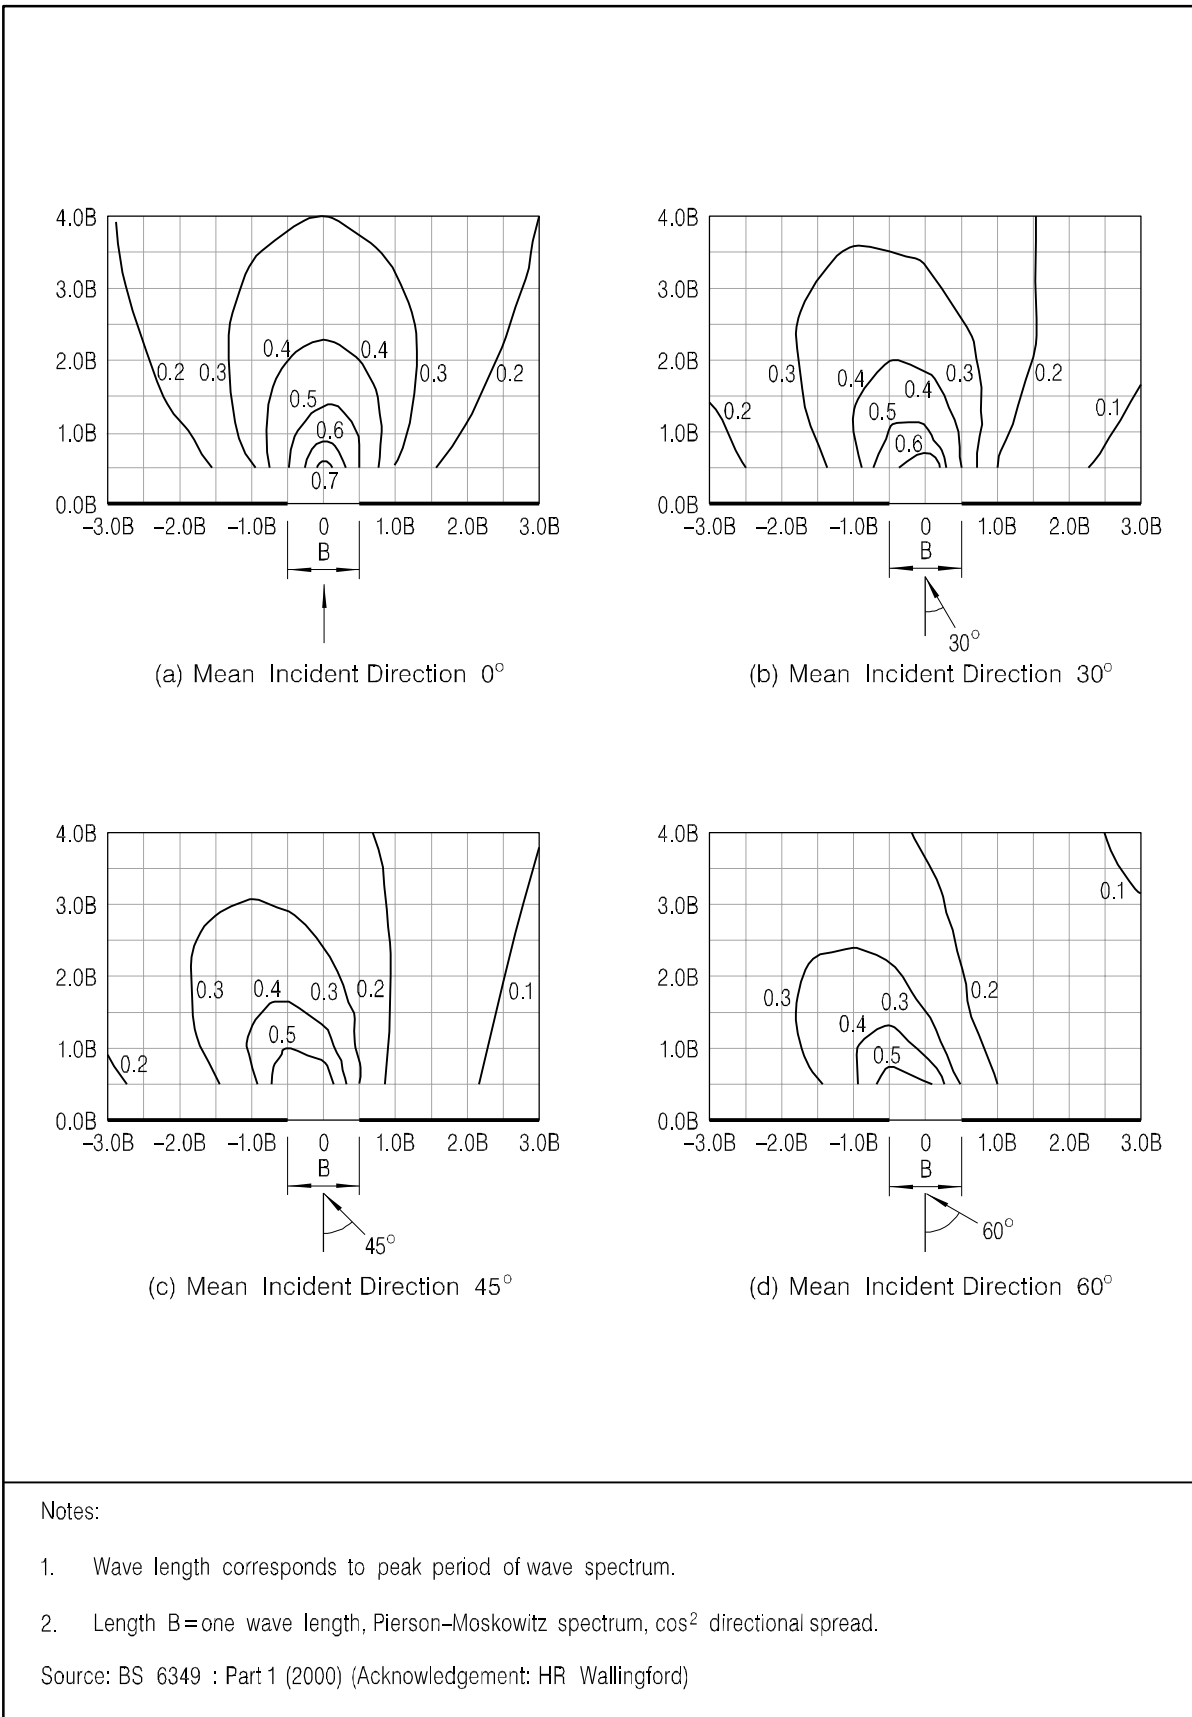 4.0B
3.0B
2.0B
1.0B
0.0B
0.2
0.3
0.4
0.4
0.3
0.2
0.5
0.6
0.7
–3.0B –2.0B –1.0B 0 1.0B 2.0B 3.0B
B
(a) Mean Incident Direction 0°
4.0B
3.0B
2.0B
1.0B
0.0B
0.2
0.3
0.4
0.4
0.3
0.2
0.1
0.5
0.6
–3.0B –2.0B –1.0B 0 1.0B 2.0B 3.0B
B
30°
(b) Mean Incident Direction 30°
4.0B
3.0B
2.0B
1.0B
0.0B
0.3
0.4
0.3
0.2
0.1
0.5
0.2
–3.0B –2.0B –1.0B 0 1.0B 2.0B 3.0B
B
45°
(c) Mean Incident Direction 45°
4.0B
3.0B
2.0B
1.0B
0.0B
0.1
0.3
0.3
0.2
0.4
0.5
–3.0B –2.0B –1.0B 0 1.0B 2.0B 3.0B
B
60°
(d) Mean Incident Direction 60°
Notes:
1. Wave length corresponds to peak period of wave spectrum.
2. Length B=one wave length, Pierson–Moskowitz spectrum, cos² directional spread.
Source: BS 6349 : Part 1 (2000) (Acknowledgement: HR Wallingford)